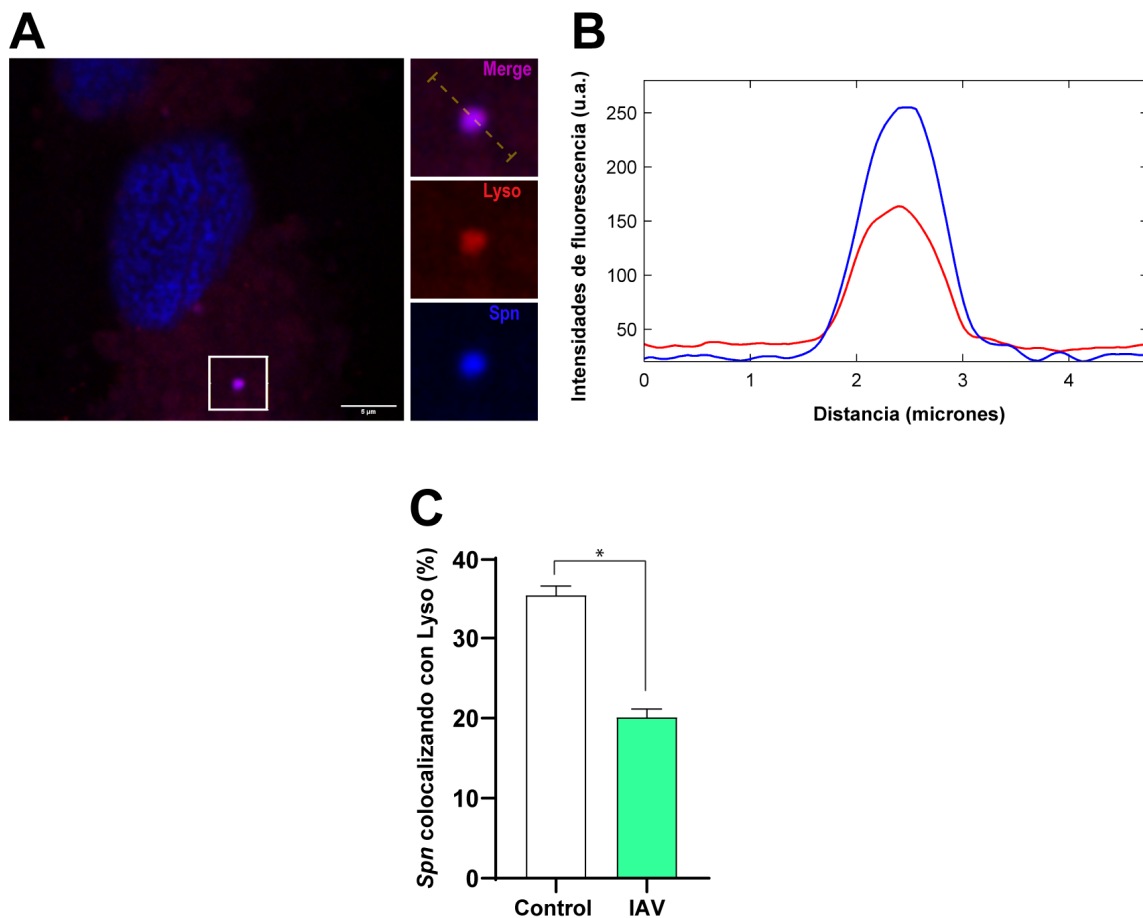 A
Merge
Lyso
Spn
5 µm
B
Intensidades de fluorescencia (u.a.)
250
200
150
100
50
0
1
2
3
4
Distancia (micrones)
C
Spn colocalizando con Lyso (%)
40
30
20
10
0
*
Control
IAV